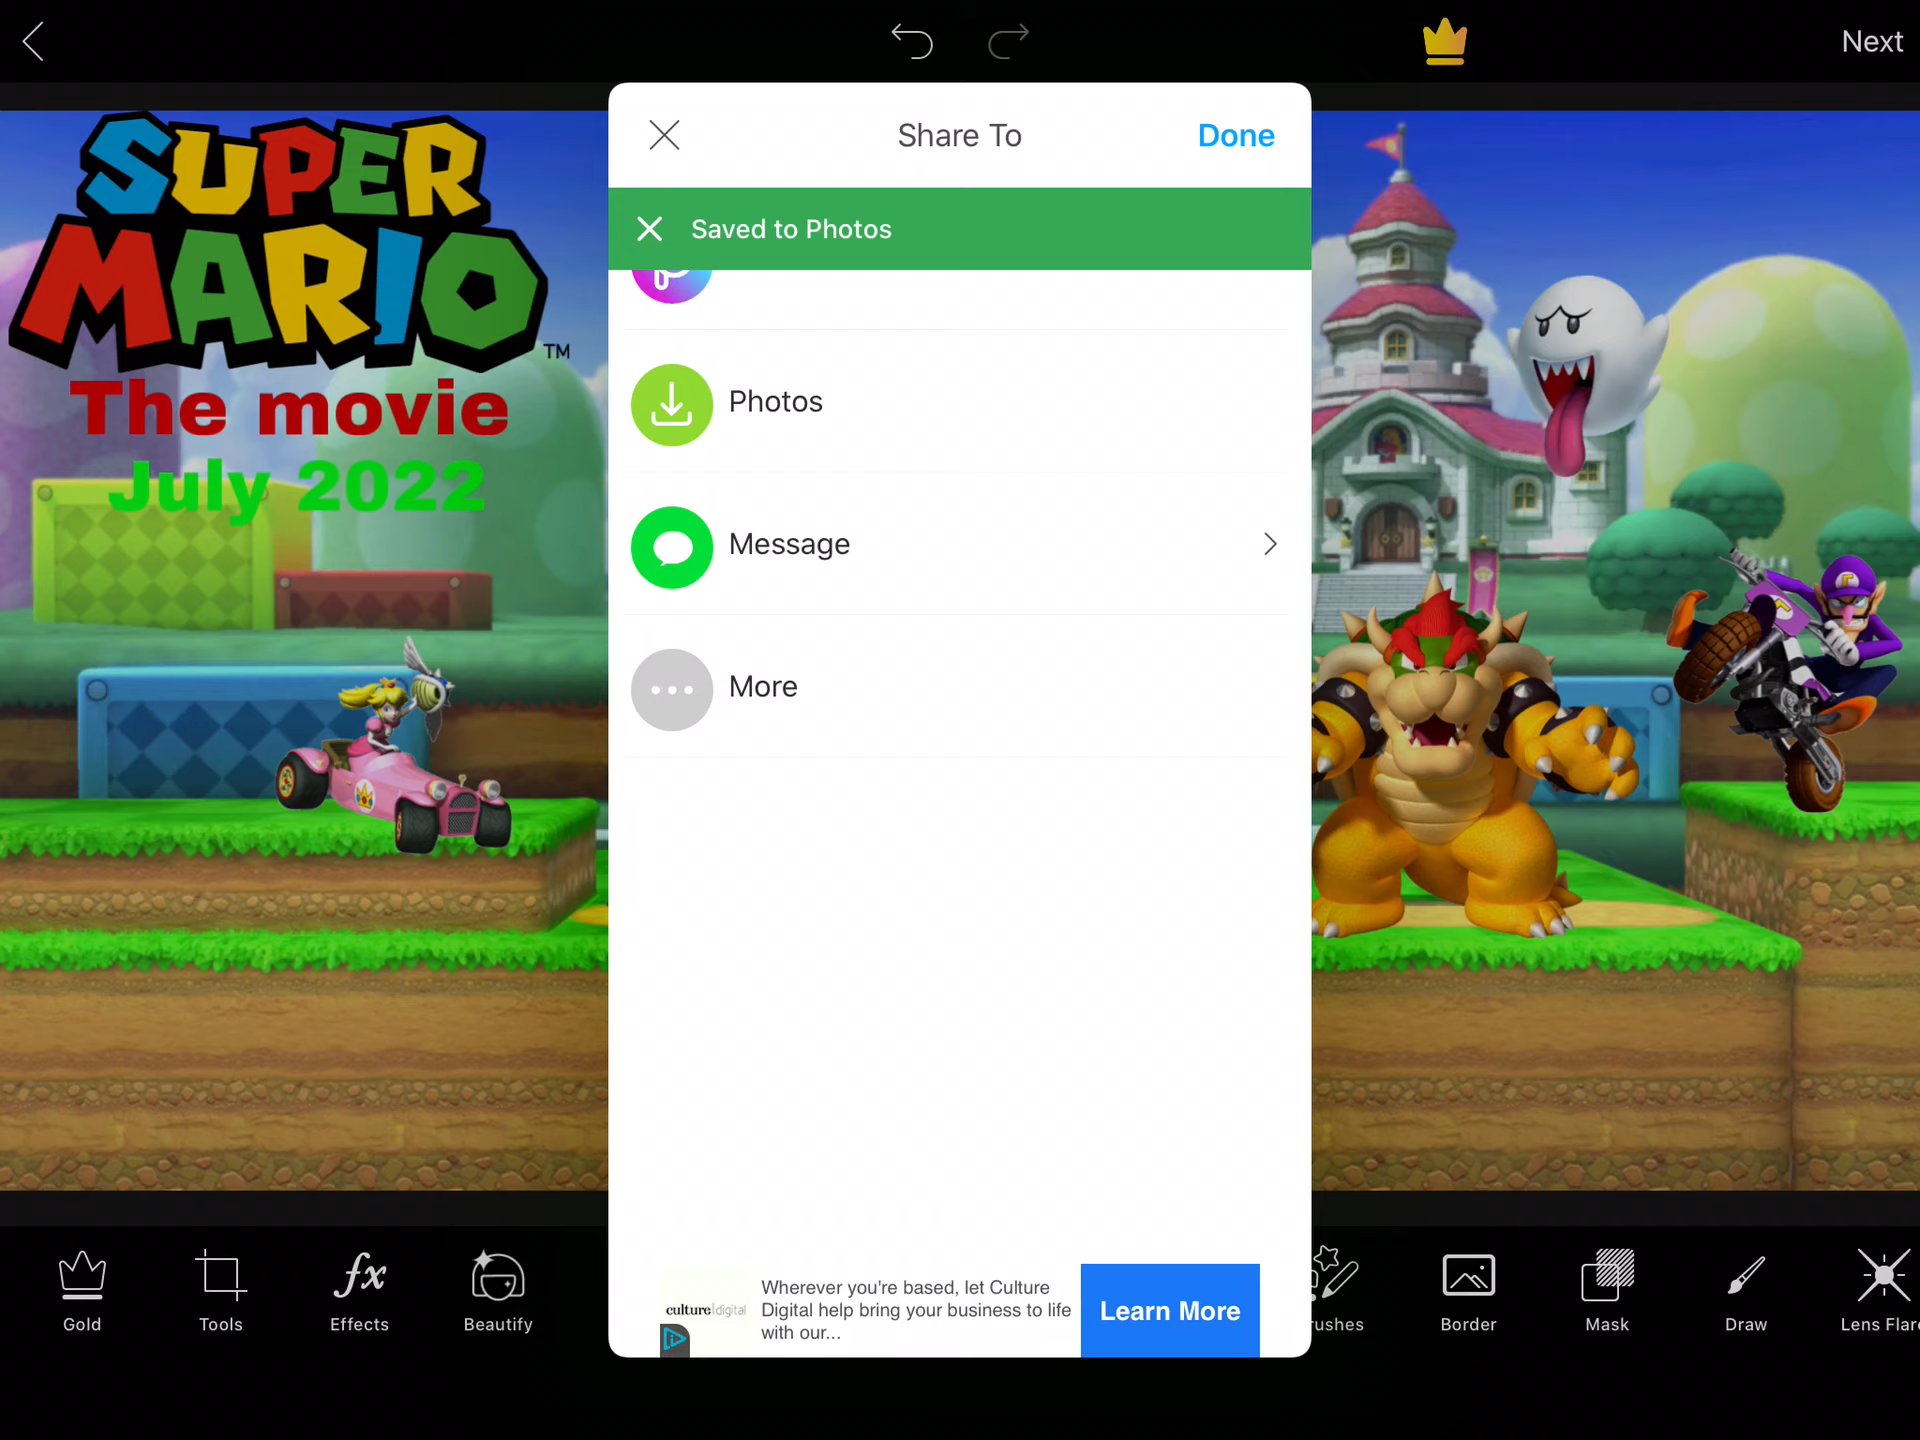 Next
Share To
Done
Saved to Photos
SUPER
MARIO
TM
The movie
July 2022
Photos
Message
More
culture digital
Wherever you're based, let Culture
Digital help bring your business to life
with our...
Learn More
Gold
Tools
fx
Effects
Beautify
rushes
Border
Mask
Draw
Lens Flare